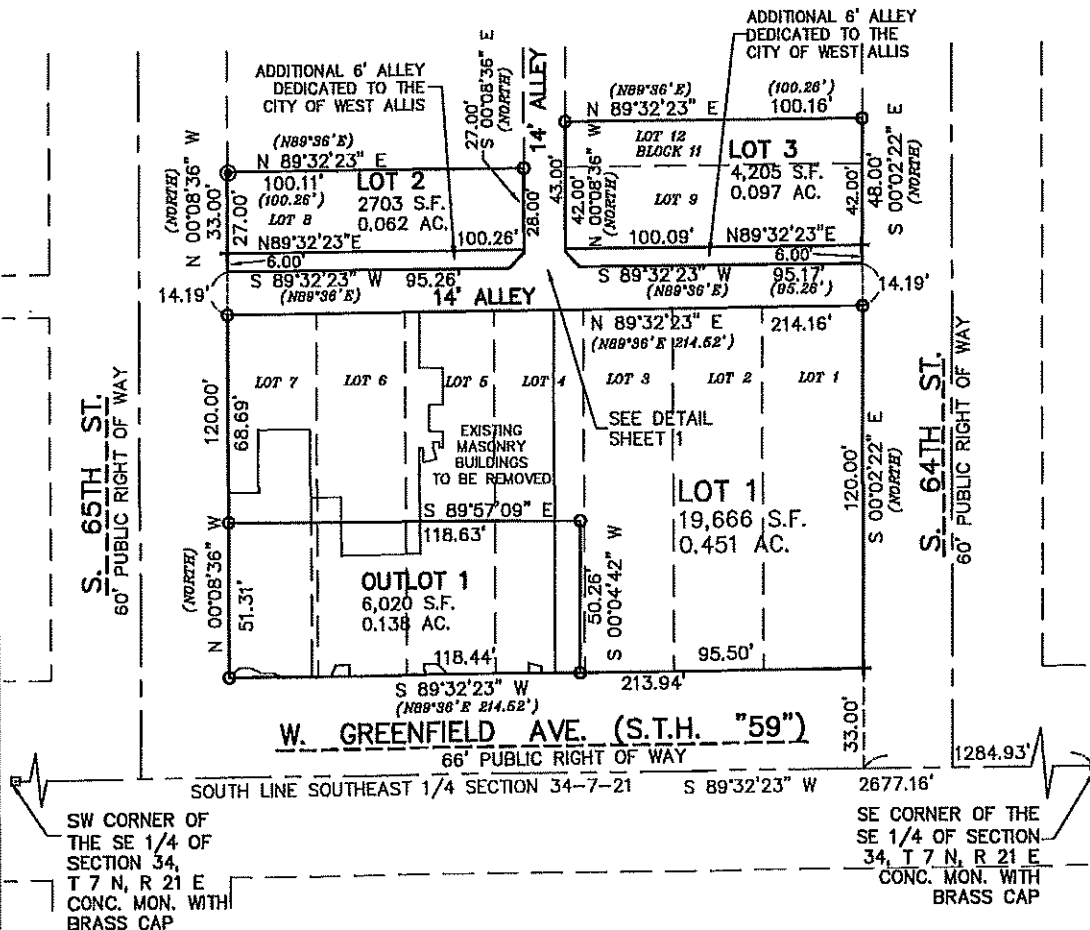 ADDITIONAL 6' ALLEY
DEDICATED TO THE
CITY OF WEST ALLIS
ADDITIONAL 6' ALLEY
DEDICATED TO THE
CITY OF WEST ALLIS
27.00'
S 00°08'36" E
(NORTH)
14' ALLEY
(N89°36'E)
N 89°32'23" E
100.11'
(100.26')
LOT 2
2703 S.F.
0.062 AC.
LOT 8
N89°32'23"E
100.26'
6.00'
S 89°32'23" W
95.26'
(N89°36'E)
N 00°08'36" W
(NORTH)
33.00'
27.00'
28.00'
(N89°36'E)
(100.26')
N 89°32'23" E
100.16'
LOT 12
BLOCK 11
LOT 3
4,205 S.F.
0.097 AC.
LOT 9
43.00'
42.00'
N 00°08'36" W
(NORTH)
42.00'
48.00'
S 00°02'22" E
(NORTH)
100.09'
N89°32'23"E
6.00'
S 89°32'23" W
95.17'
(N89°36'E)
(95.26')
14.19'
14' ALLEY
14.19'
N 89°32'23" E
214.16'
(N89°36'E 214.52')
LOT 7
LOT 6
LOT 5
LOT 4
LOT 3
LOT 2
LOT 1
SEE DETAIL
SHEET 1
EXISTING
MASONRY
BUILDINGS
TO BE REMOVED
120.00'
68.69'
S. 65TH ST.
60' PUBLIC RIGHT OF WAY
N 00°08'36" W
(NORTH)
51.31'
S 89°57'09" E
118.63'
OUTLOT 1
6,020 S.F.
0.138 AC.
118.44'
50.26'
S 00°04'42" W
LOT 1
19,666 S.F.
0.451 AC.
95.50'
120.00'
S 00°02'22" E
(NORTH)
S. 64TH ST.
60' PUBLIC RIGHT OF WAY
S 89°32'23" W
213.94'
(N89°36'E 214.52')
W. GREENFIELD AVE. (S.T.H. "59")
66' PUBLIC RIGHT OF WAY
33.00'
1284.93'
SOUTH LINE SOUTHEAST 1/4 SECTION 34-7-21
S 89°32'23" W
2677.16'
SW CORNER OF
THE SE 1/4 OF
SECTION 34,
T 7 N, R 21 E
CONC. MON. WITH
BRASS CAP
SE CORNER OF THE
SE 1/4 OF SECTION
34, T 7 N, R 21 E
CONC. MON. WITH
BRASS CAP